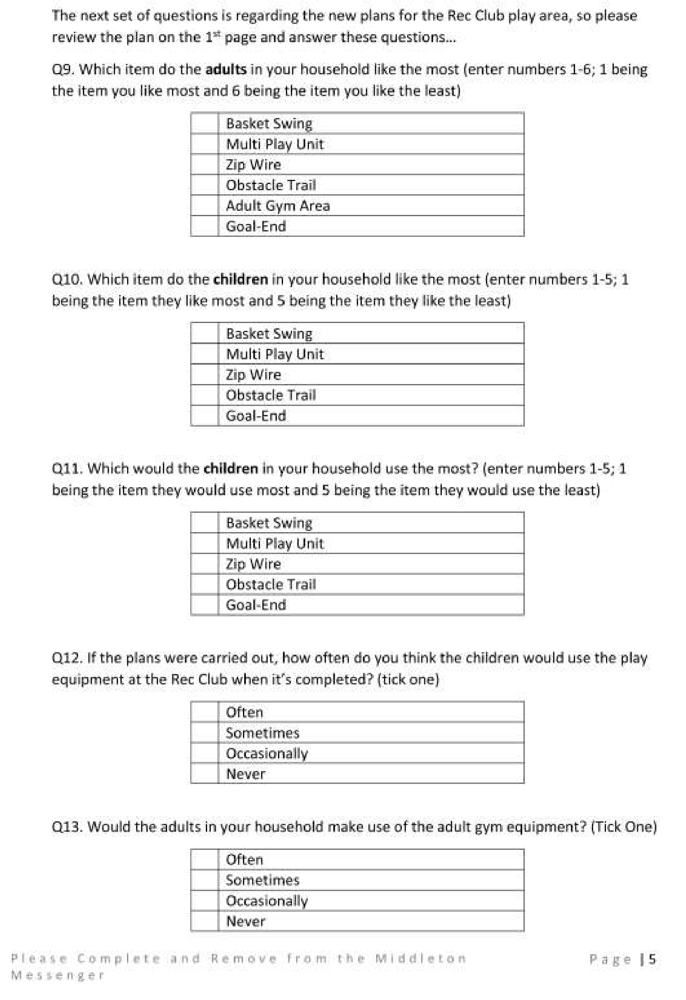 The next set of questions is regarding the new plans for the Rec Club play area, so please
review the plan on the 1st page and answer these questions...
Q9. Which item do the adults in your household like the most (enter numbers 1-6; 1 being
the item you like most and 6 being the item you like the least)
Basket Swing
Multi Play Unit
Zip Wire
Obstacle Trail
Adult Gym Area
Goal-End
Q10. Which item do the children in your household like the most (enter numbers 1-5; 1
being the item they like most and 5 being the item they like the least)
Basket Swing
Multi Play Unit
Zip Wire
Obstacle Trail
Goal-End
Q11. Which would the children in your household use the most? (enter numbers 1-5; 1
being the item they would use most and 5 being the item they would use the least)
Basket Swing
Multi Play Unit
Zip Wire
Obstacle Trail
Goal-End
Q12. If the plans were carried out, how often do you think the children would use the play
equipment at the Rec Club when it's completed? (tick one)
Often
Sometimes
Occasionally
Never
Q13. Would the adults in your household make use of the adult gym equipment? (Tick One)
Often
Sometimes
Occasionally
Never
Please Complete and Remove from the Middleton Page | 5
Messenger